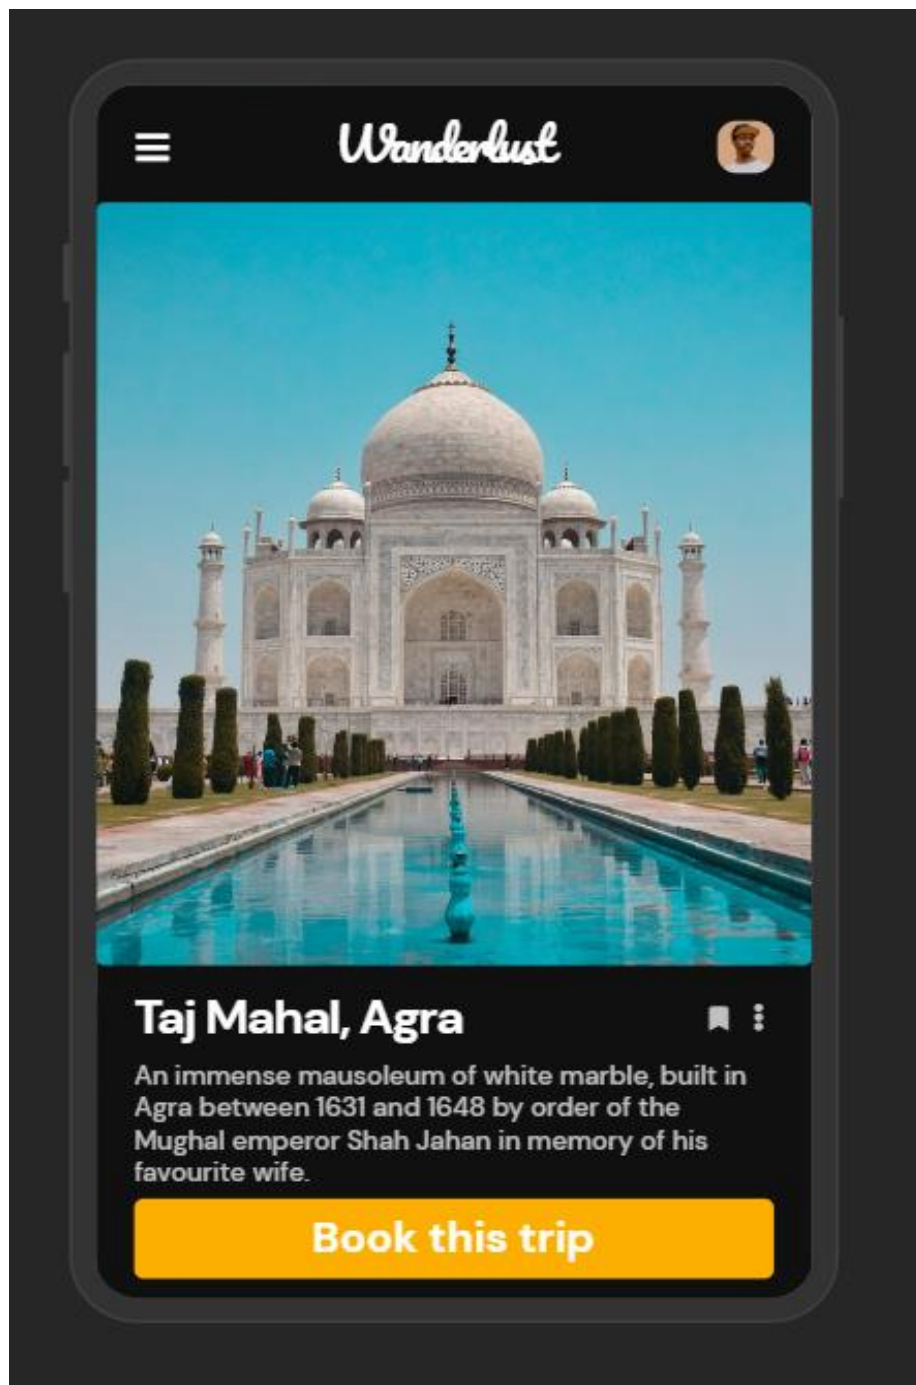 Wanderlust
Taj Mahal, Agra
An immense mausoleum of white marble, built in
Agra between 1631 and 1648 by order of the
Mughal emperor Shah Jahan in memory of his
favourite wife.
Book this trip